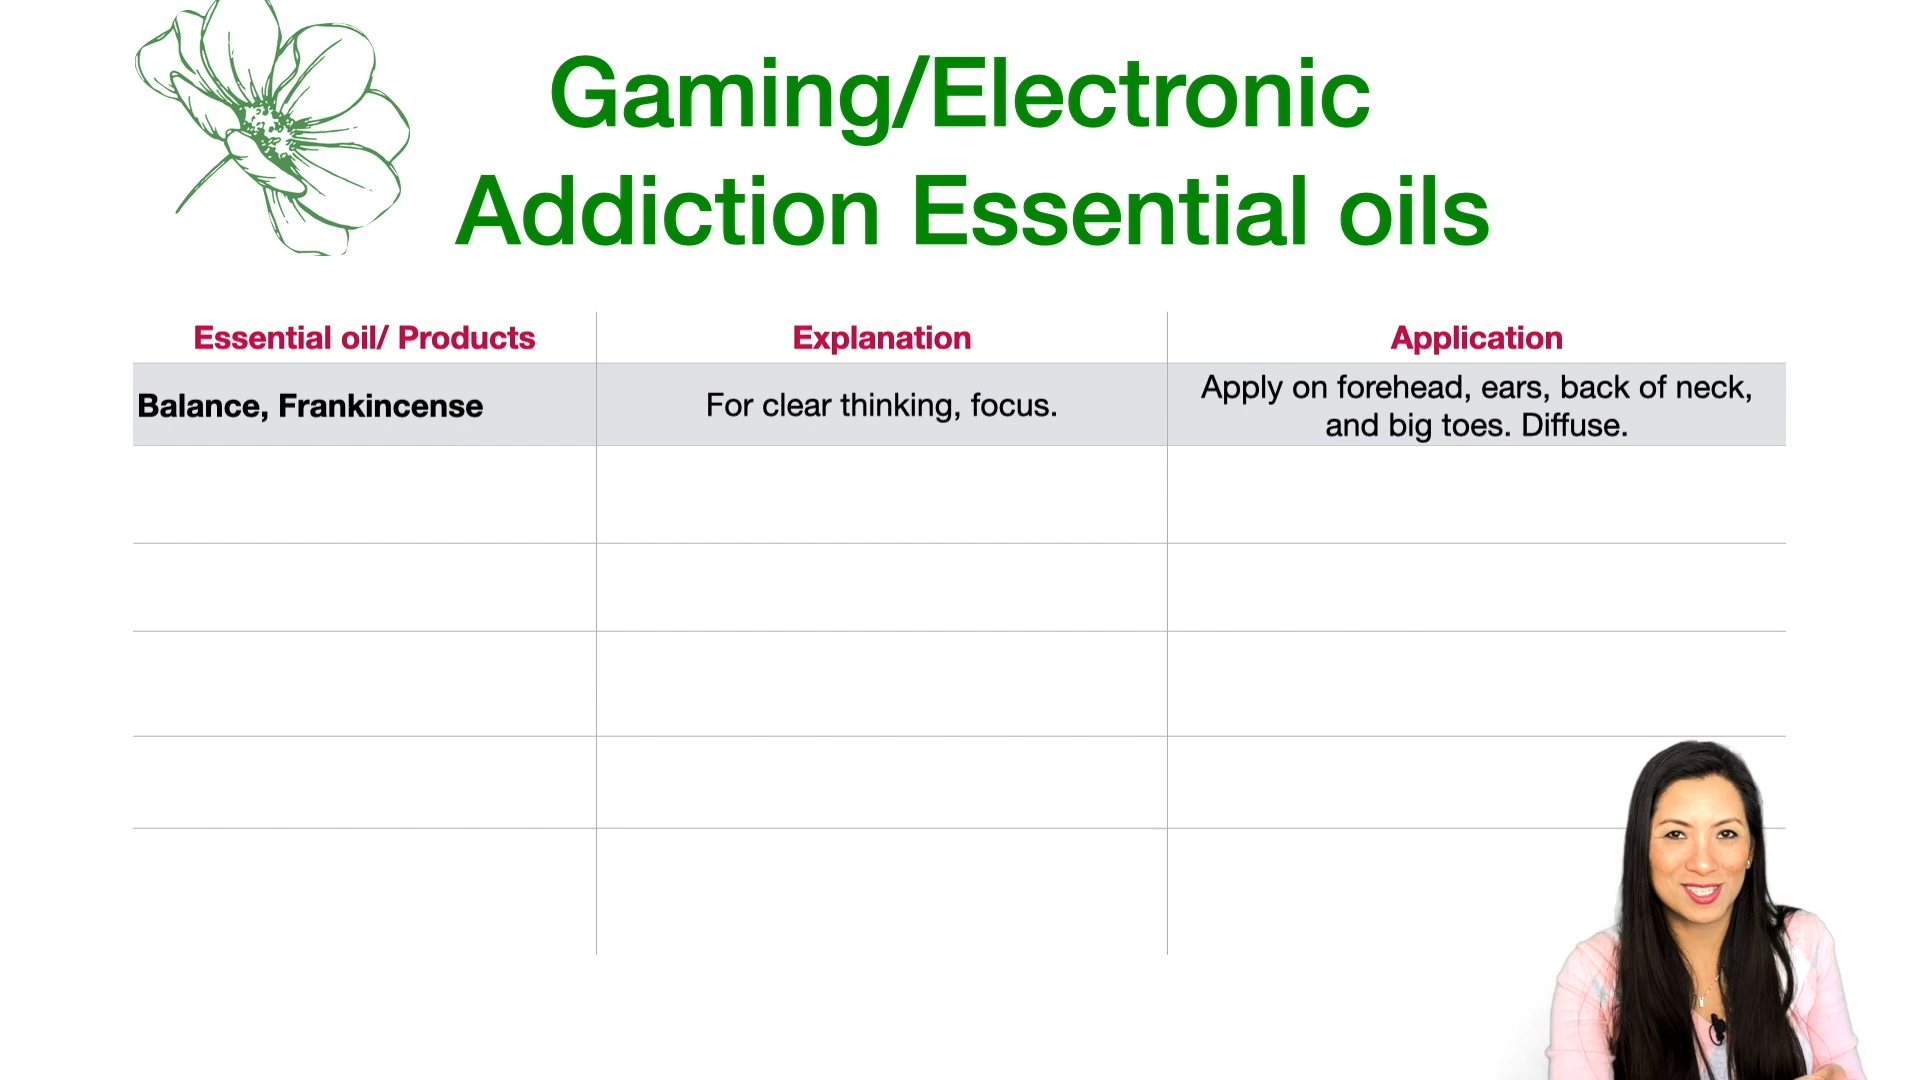 Gaming/Electronic
Addiction Essential oils
Essential oil/ Products
Explanation
Application
Balance, Frankincense
For clear thinking, focus.
Apply on forehead, ears, back of neck,
and big toes. Diffuse.